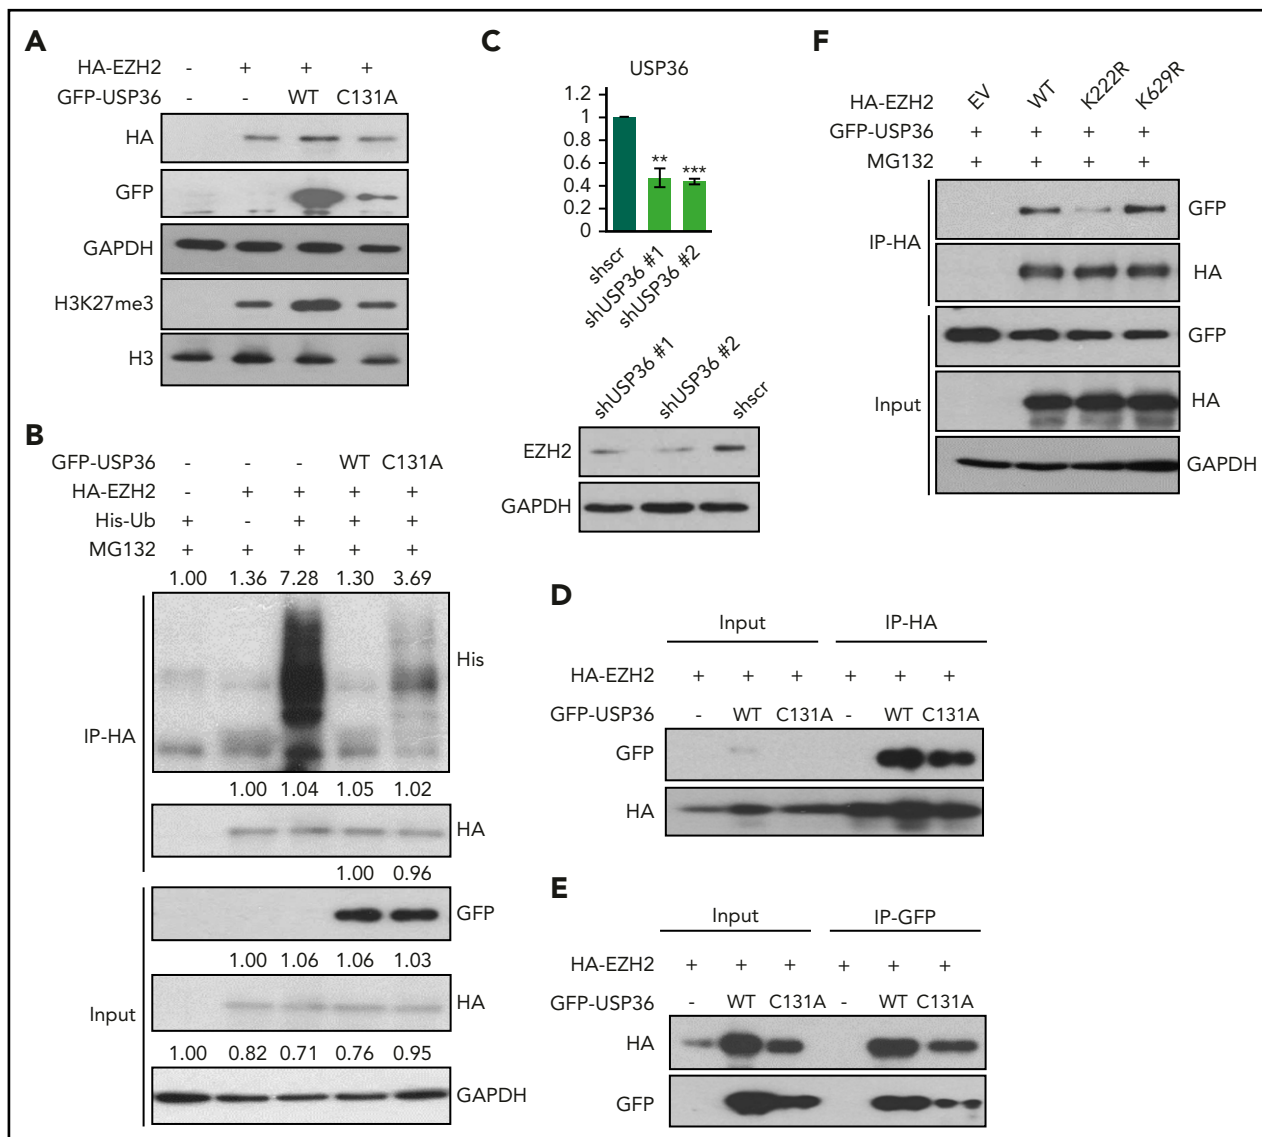 A
HA-EZH2 - + + +
GFP-USP36 - - WT C131A
HA
GFP
GAPDH
H3K27me3
H3
B
GFP-USP36 - - - WT C131A
HA-EZH2 - + + + +
His-Ub + - + + +
MG132 + + + + +
1.00 1.36 7.28 1.30 3.69
His
IP-HA
1.00 1.04 1.05 1.02
HA
1.00 0.96
GFP
1.00 1.06 1.06 1.03
HA
Input
1.00 0.82 0.71 0.76 0.95
GAPDH
C
USP36
1.2
1
0.8
0.6
0.4
0.2
0
** ***
shscr
shUSP36 #1
shUSP36 #2
shUSP36 #1
shUSP36 #2
shscr
EZH2
GAPDH
D
Input IP-HA
HA-EZH2 + + + + + +
GFP-USP36 - WT C131A - WT C131A
GFP
HA
E
Input IP-GFP
HA-EZH2 + + + + + +
GFP-USP36 - WT C131A - WT C131A
HA
GFP
F
HA-EZH2 EV WT K222R K629R
GFP-USP36 + + + +
MG132 + + + +
GFP
IP-HA
HA
GFP
Input
HA
GAPDH